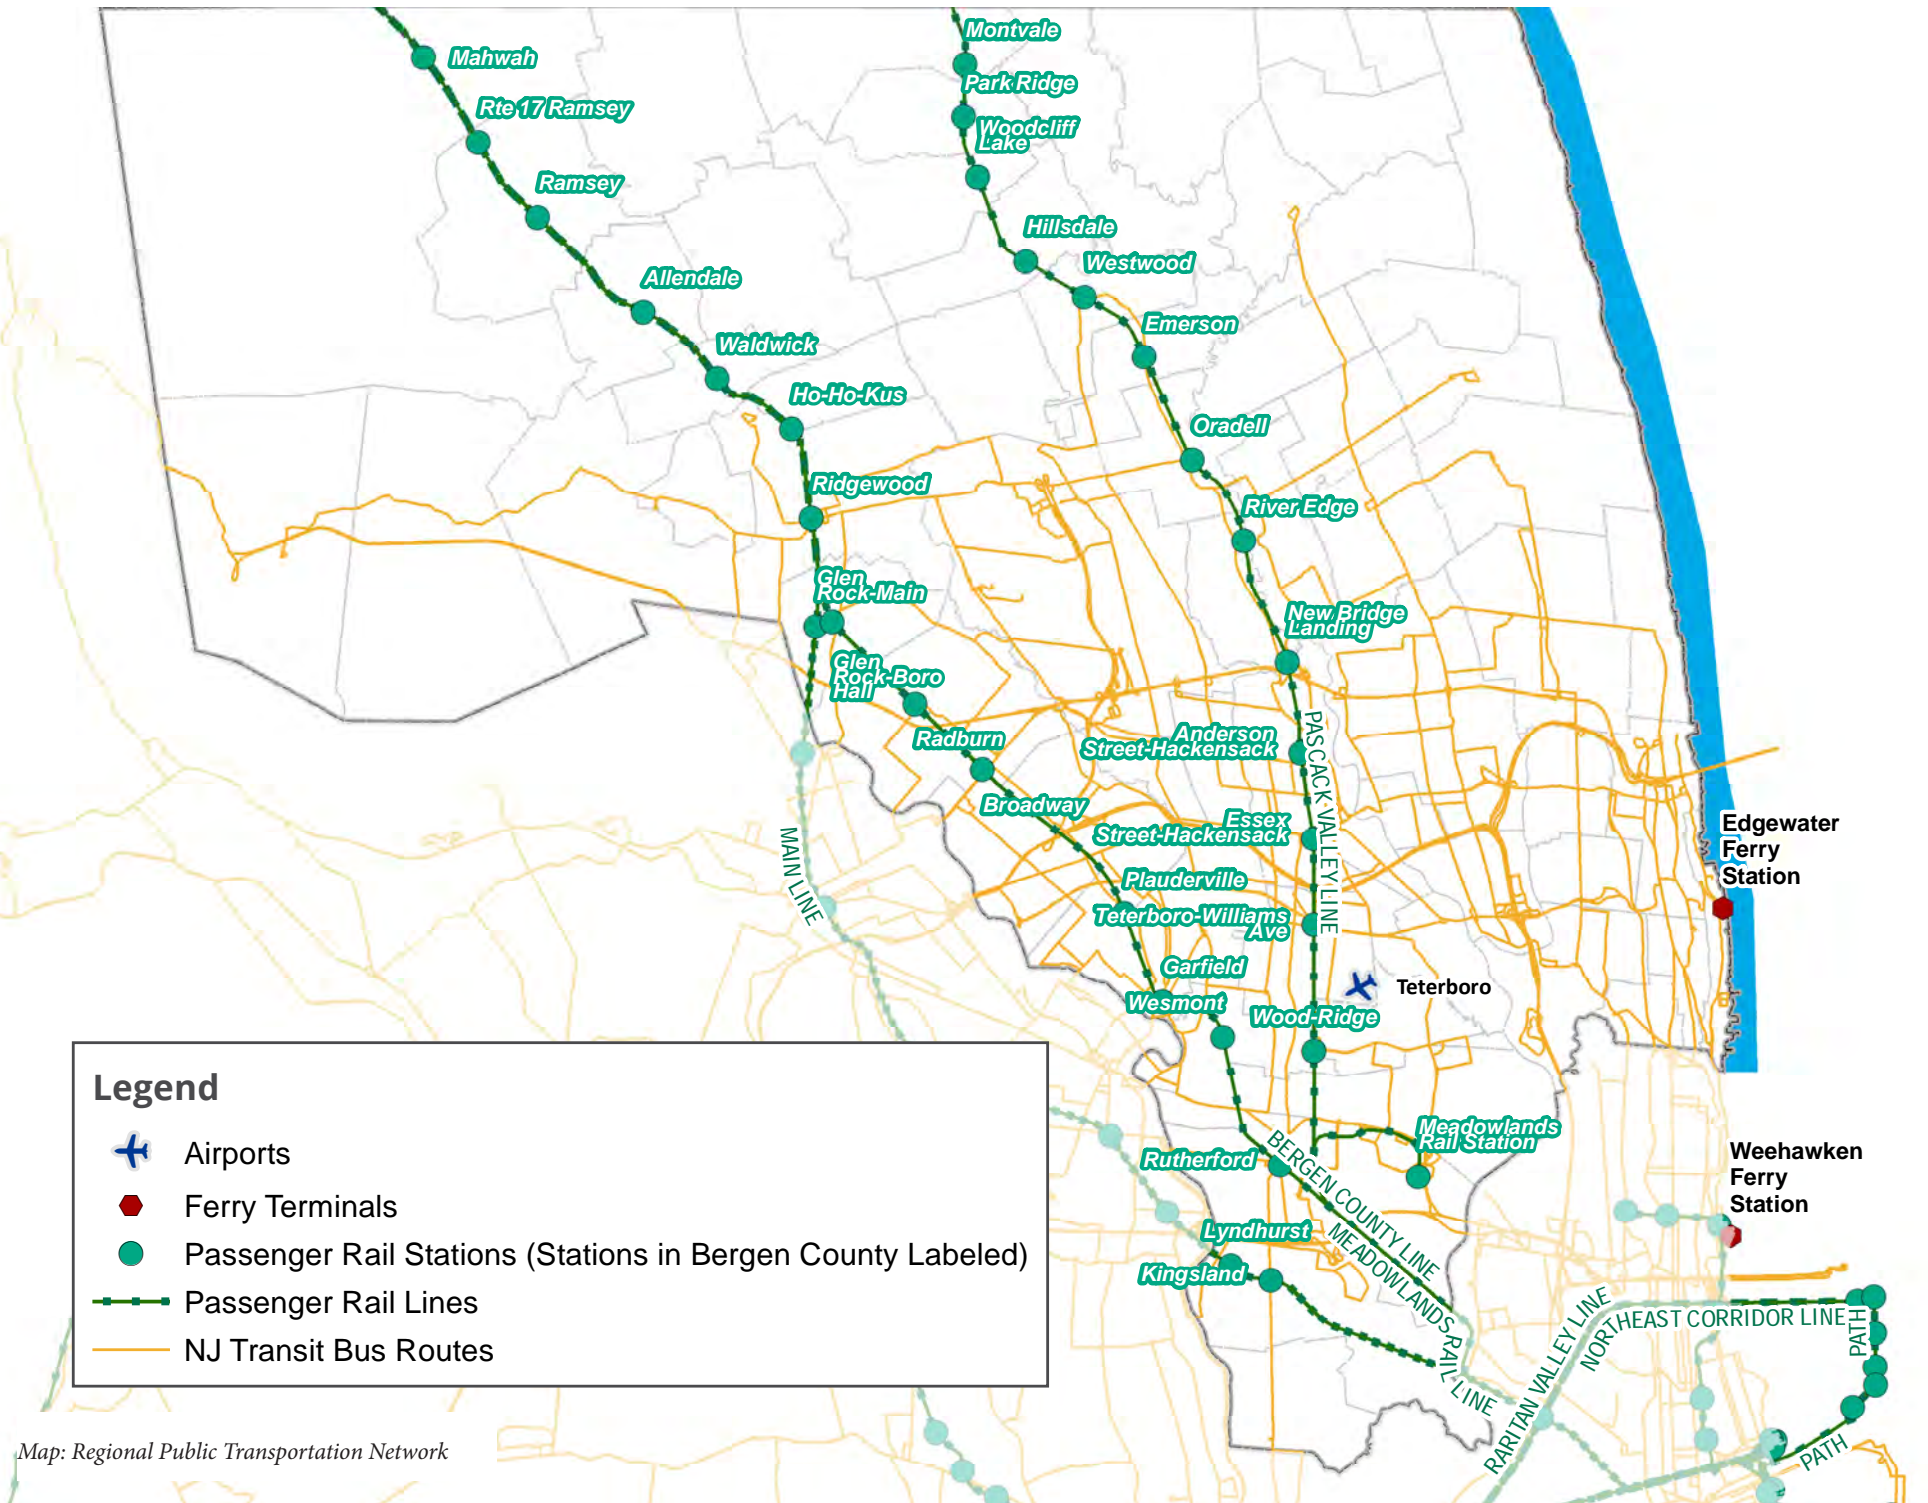 Montvale
Mahwah
Park Ridge
Rte 17 Ramsey
Woodcliff
Lake
Ramsey
Hillsdale
Westwood
Allendale
Emerson
Waldwick
Ho-Ho-Kus
Oradell
Ridgewood
River Edge
Glen
Rock-Main
New Bridge
Landing
Glen
Rock-Boro
Hall
Radburn
Anderson
Street-Hackensack
PASCACK VALLEY LINE
Broadway
Essex
Street-Hackensack
MAIN LINE
Edgewater
Ferry
Station
Plauderville
Teterboro-Williams
Ave
Garfield
Teterboro
Wesmont
Wood-Ridge
Meadowlands
Rail Station
Rutherford
BERGEN COUNTY LINE
Weehawken
Ferry
Station
Lyndhurst
Kingsland
MEADOWLANDS RAIL LINE
RARITAN VALLEY LINE
NORTHEAST CORRIDOR LINE
PATH
PATH
Legend
Airports
Ferry Terminals
Passenger Rail Stations (Stations in Bergen County Labeled)
Passenger Rail Lines
NJ Transit Bus Routes
Map: Regional Public Transportation Network